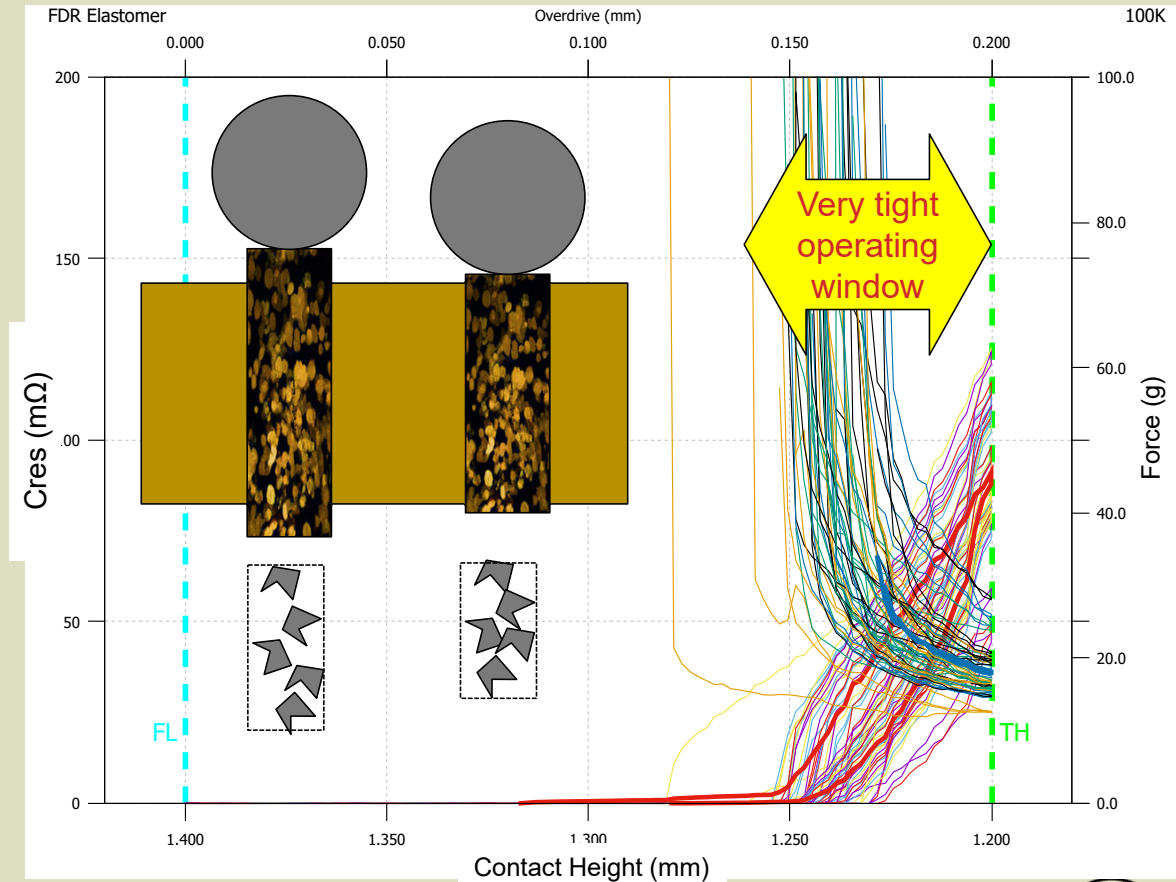 FDR Elastomer
Overdrive (mm)
100K
0.000
0.050
0.100
0.150
0.200
200
150
.00
50
0
Cres (mΩ)
100.0
80.0
60.0
40.0
20.0
0.0
Force (g)
Very tight
operating
window
FL
TH
1.400
1.350
1.300
1.250
1.200
Contact Height (mm)